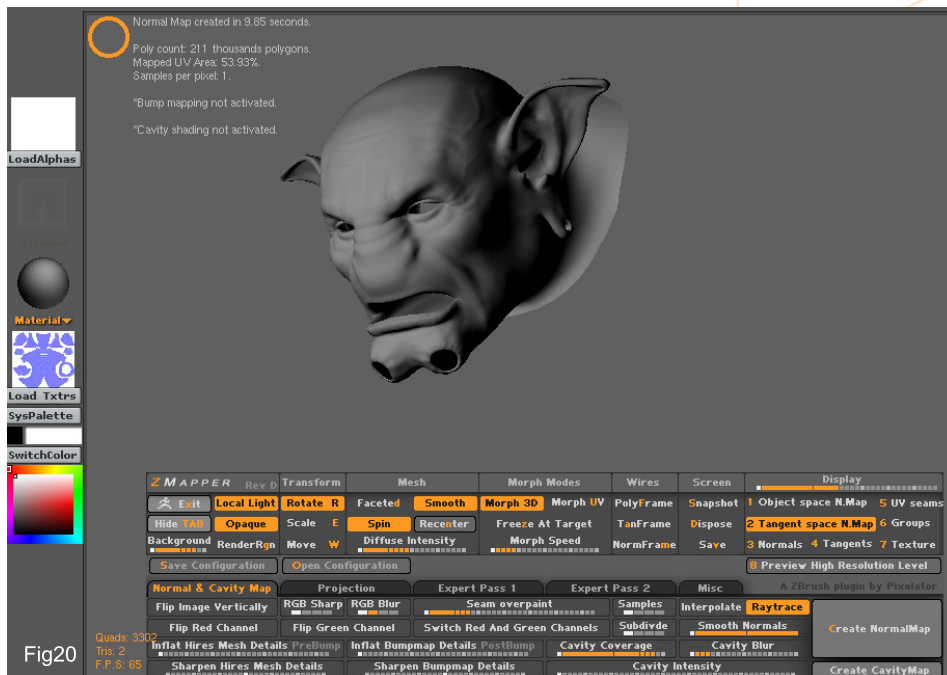 Normal Map created in 9.85 seconds.
Poly count: 211 thousands polygons.
Mapped UV Area: 53.93%.
Samples per pixel: 1.
*Bump mapping not activated.
*Cavity shading not activated.
LoadAlphas
Material
Load Txtrs
SysPalette
SwitchColor
ZMAPPER Rev D Transform Mesh Morph Modes Wires Screen Display
Exit Local Light Rotate R Faceted Smooth Morph 3D Morph UV PolyFrame Snapshot 1 Object space N.Map 5 UV seams
Hide TAB Opaque Scale E Spin Recenter Freeze At Target TanFrame Dispose 2 Tangent space N.Map 6 Groups
Background RenderRgn Move W Diffuse Intensity Morph Speed NormFrame Save 3 Normals 4 Tangents 7 Texture
Save Configuration Open Configuration 8 Preview High Resolution Level
Normal & Cavity Map Projection Expert Pass 1 Expert Pass 2 Misc A ZBrush plugin by Pixolator
Flip Image Vertically RGB Sharp RGB Blur Seam overpaint Samples Interpolate Raytrace
Flip Red Channel Flip Green Channel Switch Red And Green Channels Subdivde Smooth Normals Create NormalMap
Quads: 3302
Inflat Hires Mesh Details PreBump Inflat Bumpmap Details PostBump Cavity Coverage Cavity Blur
Tris: 2
F.P.S: 65
Sharpen Hires Mesh Details Sharpen Bumpmap Details Cavity Intensity Create CavityMap
Fig20